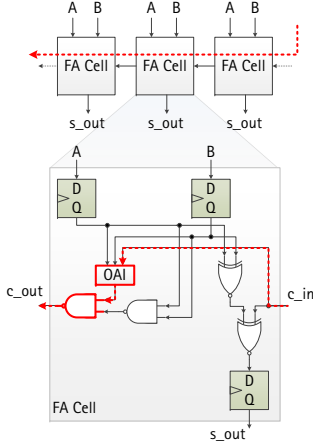 A B A B A B
FA Cell FA Cell FA Cell
s_out s_out s_out
A B
D D
Q Q
OAI
c_out c_in
D
Q
FA Cell
s_out